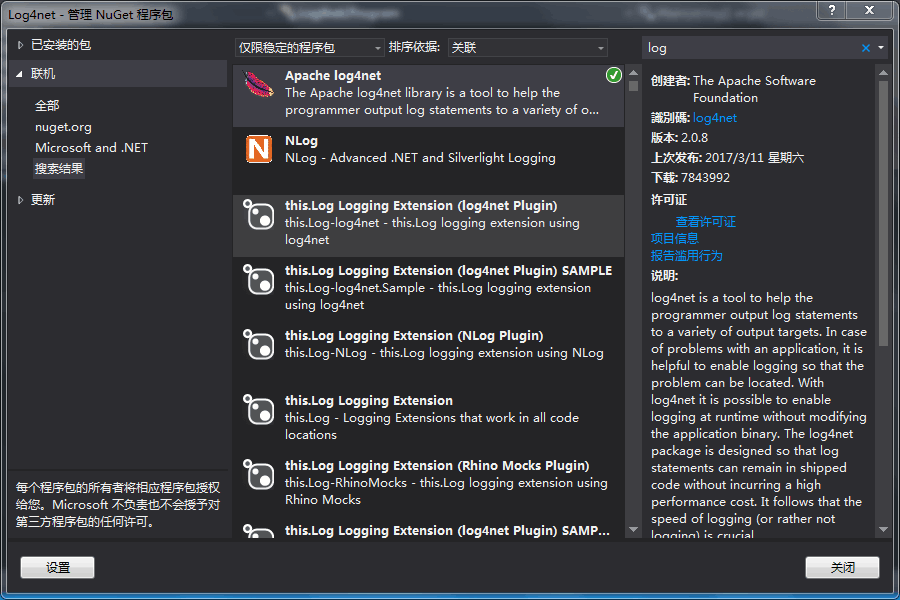 Log4net - 管理 NuGet 程序包
已安装的包
联机
全部
nuget.org
Microsoft and .NET
搜索结果
更新
每个程序包的所有者将相应程序包授权
给您。Microsoft 不负责也不会授予对
第三方程序包的任何许可。
设置
仅限稳定的程序包 排序依据: 关联
Apache log4net
The Apache log4net library is a tool to help the
programmer output log statements to a variety of o...
NLog
NLog - Advanced .NET and Silverlight Logging
this.Log Logging Extension (log4net Plugin)
this.Log-log4net - this.Log logging extension using
log4net
this.Log Logging Extension (log4net Plugin) SAMPLE
this.Log-log4net.Sample - this.Log logging extension
using log4net
this.Log Logging Extension (NLog Plugin)
this.Log-NLog - this.Log logging extension using NLog
this.Log Logging Extension
this.Log - Logging Extensions that work in all code
locations
this.Log Logging Extension (Rhino Mocks Plugin)
this.Log-RhinoMocks - this.Log logging extension using
Rhino Mocks
this.Log Logging Extension (log4net Plugin) SAMP...
log
创建者: The Apache Software
Foundation
識別碼: log4net
版本: 2.0.8
上次发布: 2017/3/11 星期六
下载: 7843992
许可证
查看许可证
项目信息
报告滥用行为
说明:
log4net is a tool to help the
programmer output log statements
to a variety of output targets. In case
of problems with an application, it is
helpful to enable logging so that the
problem can be located. With
log4net it is possible to enable
logging at runtime without modifying
the application binary. The log4net
package is designed so that log
statements can remain in shipped
code without incurring a high
performance cost. It follows that the
speed of logging (or rather not
logging) is crucial.
关闭